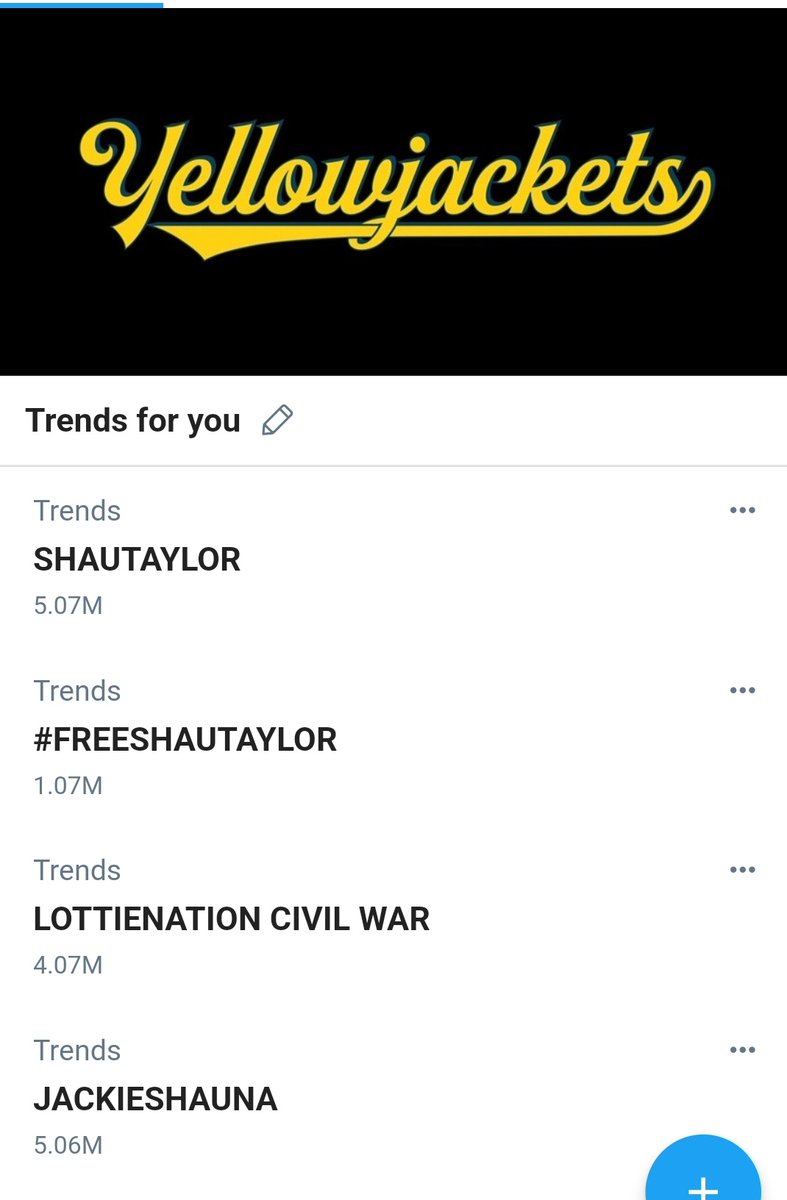 Yellowjackets
Trends for you
Trends
SHAUTAYLOR
5.07M
Trends
#FREESHAUTAYLOR
1.07M
Trends
LOTTIENATION CIVIL WAR
4.07M
Trends
JACKIESHAUNA
5.06M